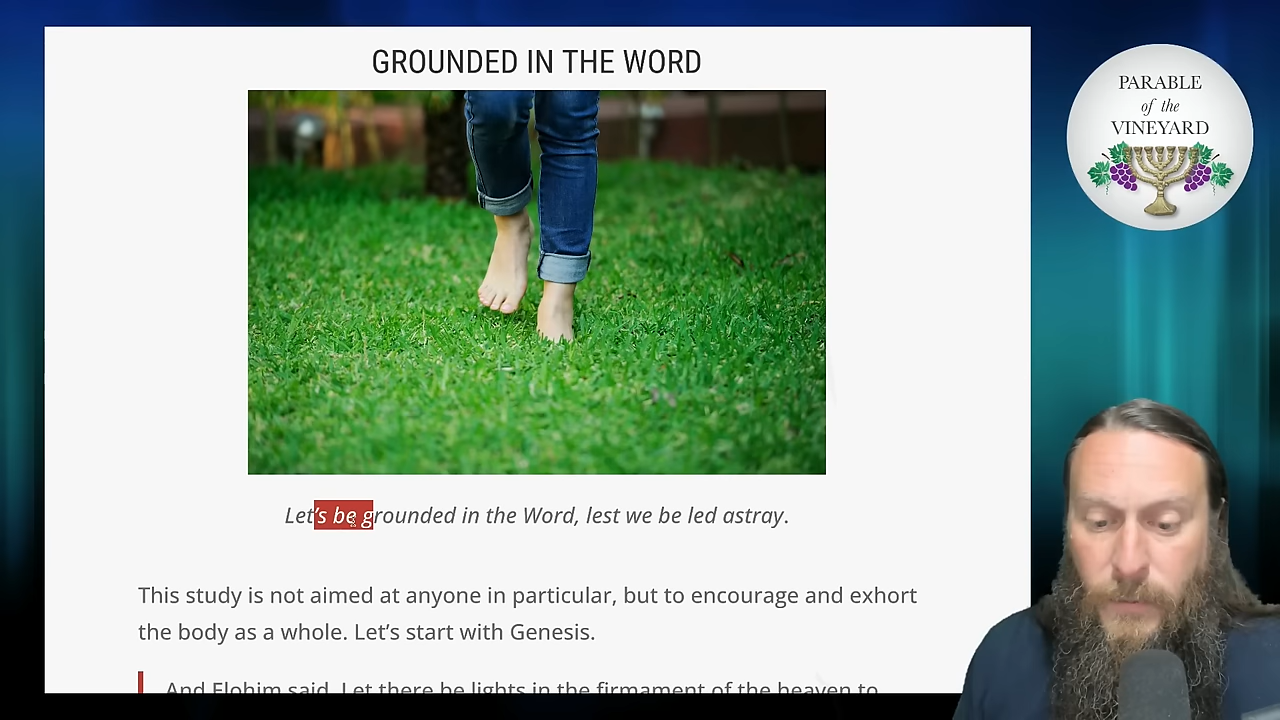 GROUNDED IN THE WORD
PARABLE
of the
VINEYARD
Let's be grounded in the Word, lest we be led astray.
This study is not aimed at anyone in particular, but to encourage and exhort
the body as a whole. Let's start with Genesis.
And Elohim said, Let there be lights in the firmament of the heaven to